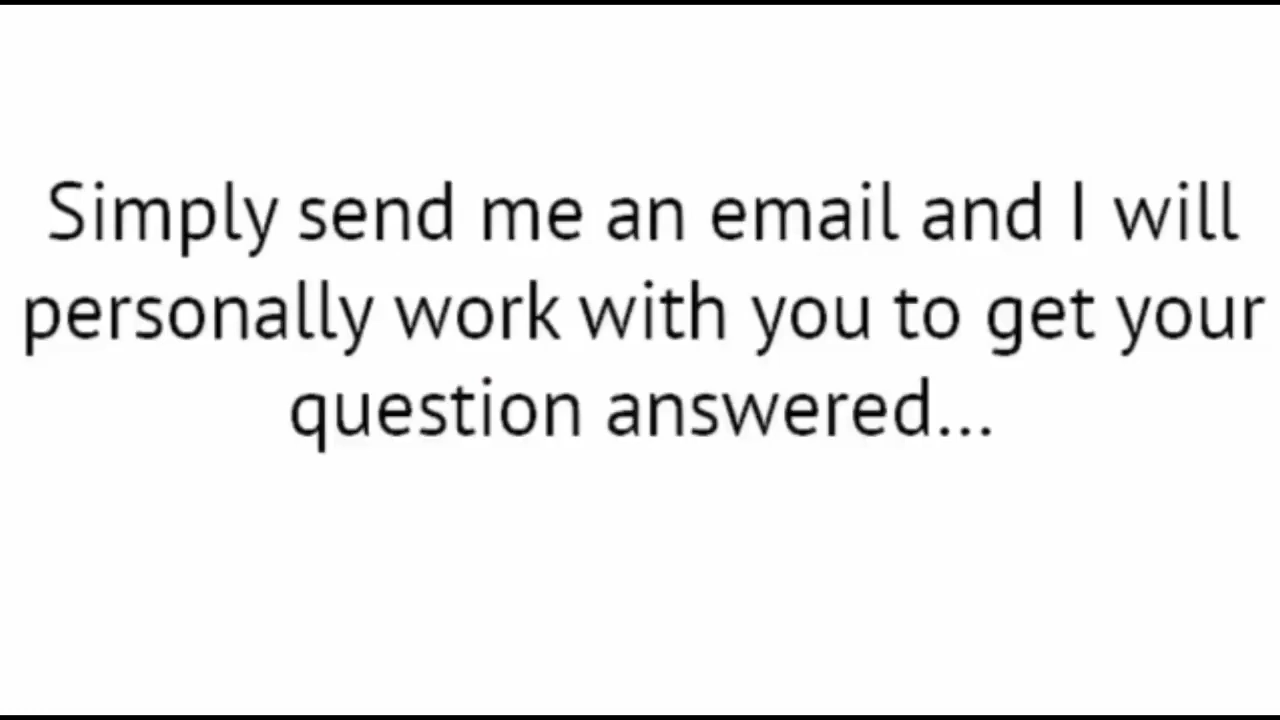 Simply send me an email and I will
personally work with you to get your
question answered...